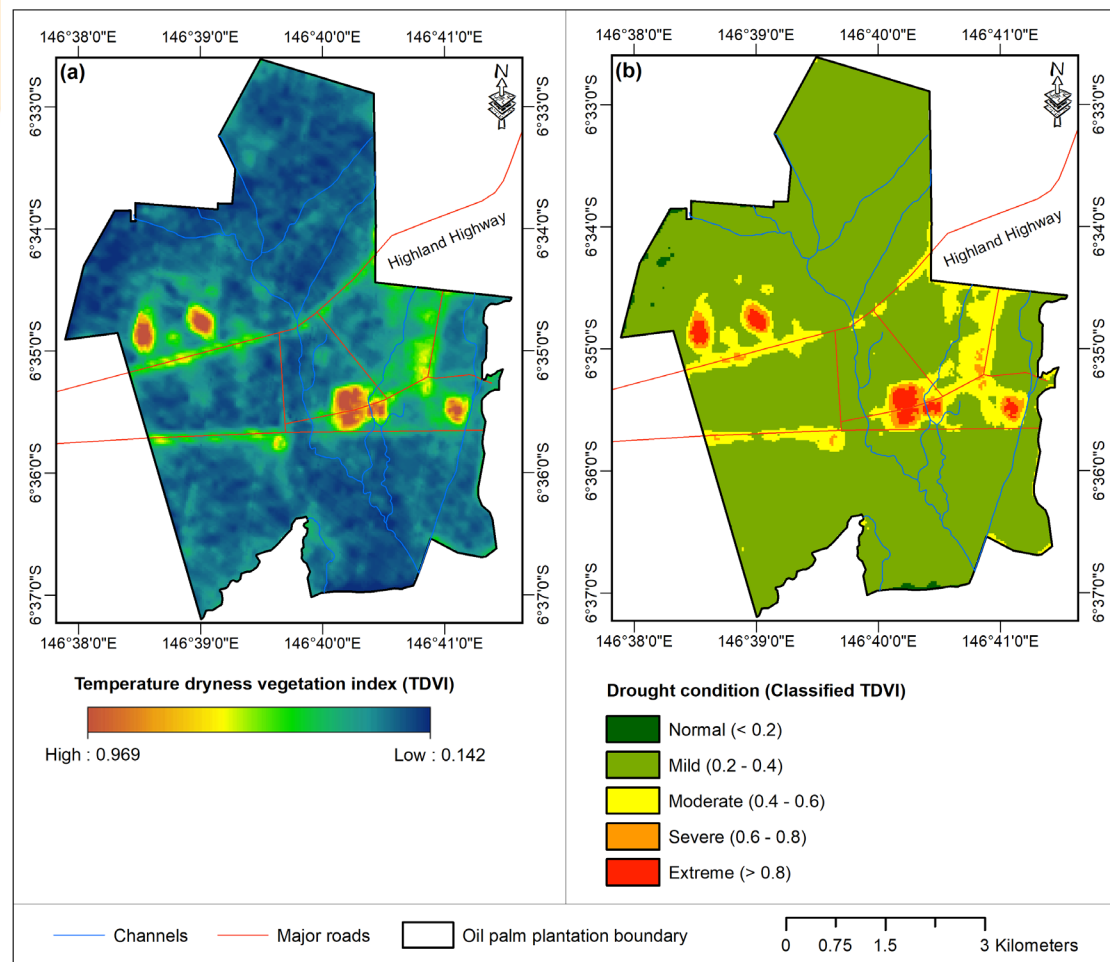 146°38'0"E 146°39'0"E 146°40'0"E 146°41'0"E
(a)
N
6°33'0"S
6°34'0"S
6°35'0"S
6°36'0"S
6°37'0"S
Highland Highway
6°33'0"S
6°34'0"S
6°35'0"S
6°36'0"S
6°37'0"S
146°38'0"E 146°39'0"E 146°40'0"E 146°41'0"E
Temperature dryness vegetation index (TDVI)
High : 0.969 Low : 0.142
146°38'0"E 146°39'0"E 146°40'0"E 146°41'0"E
(b)
N
6°33'0"S
6°34'0"S
6°35'0"S
6°36'0"S
6°37'0"S
Highland Highway
6°33'0"S
6°34'0"S
6°35'0"S
6°36'0"S
6°37'0"S
146°38'0"E 146°39'0"E 146°40'0"E 146°41'0"E
Drought condition (Classified TDVI)
Normal (< 0.2)
Mild (0.2 - 0.4)
Moderate (0.4 - 0.6)
Severe (0.6 - 0.8)
Extreme (> 0.8)
Channels Major roads Oil palm plantation boundary
0 0.75 1.5 3 Kilometers